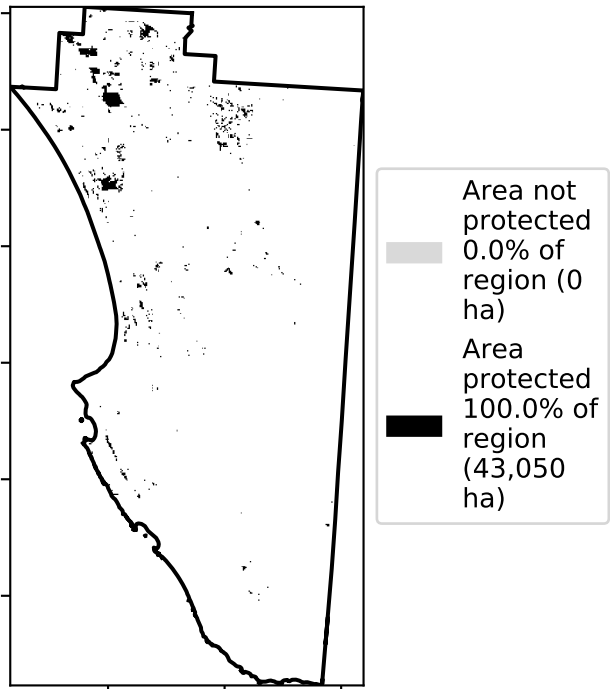 Area not
protected
0.0% of
region (0
ha)
Area
protected
100.0% of
region
(43,050
ha)